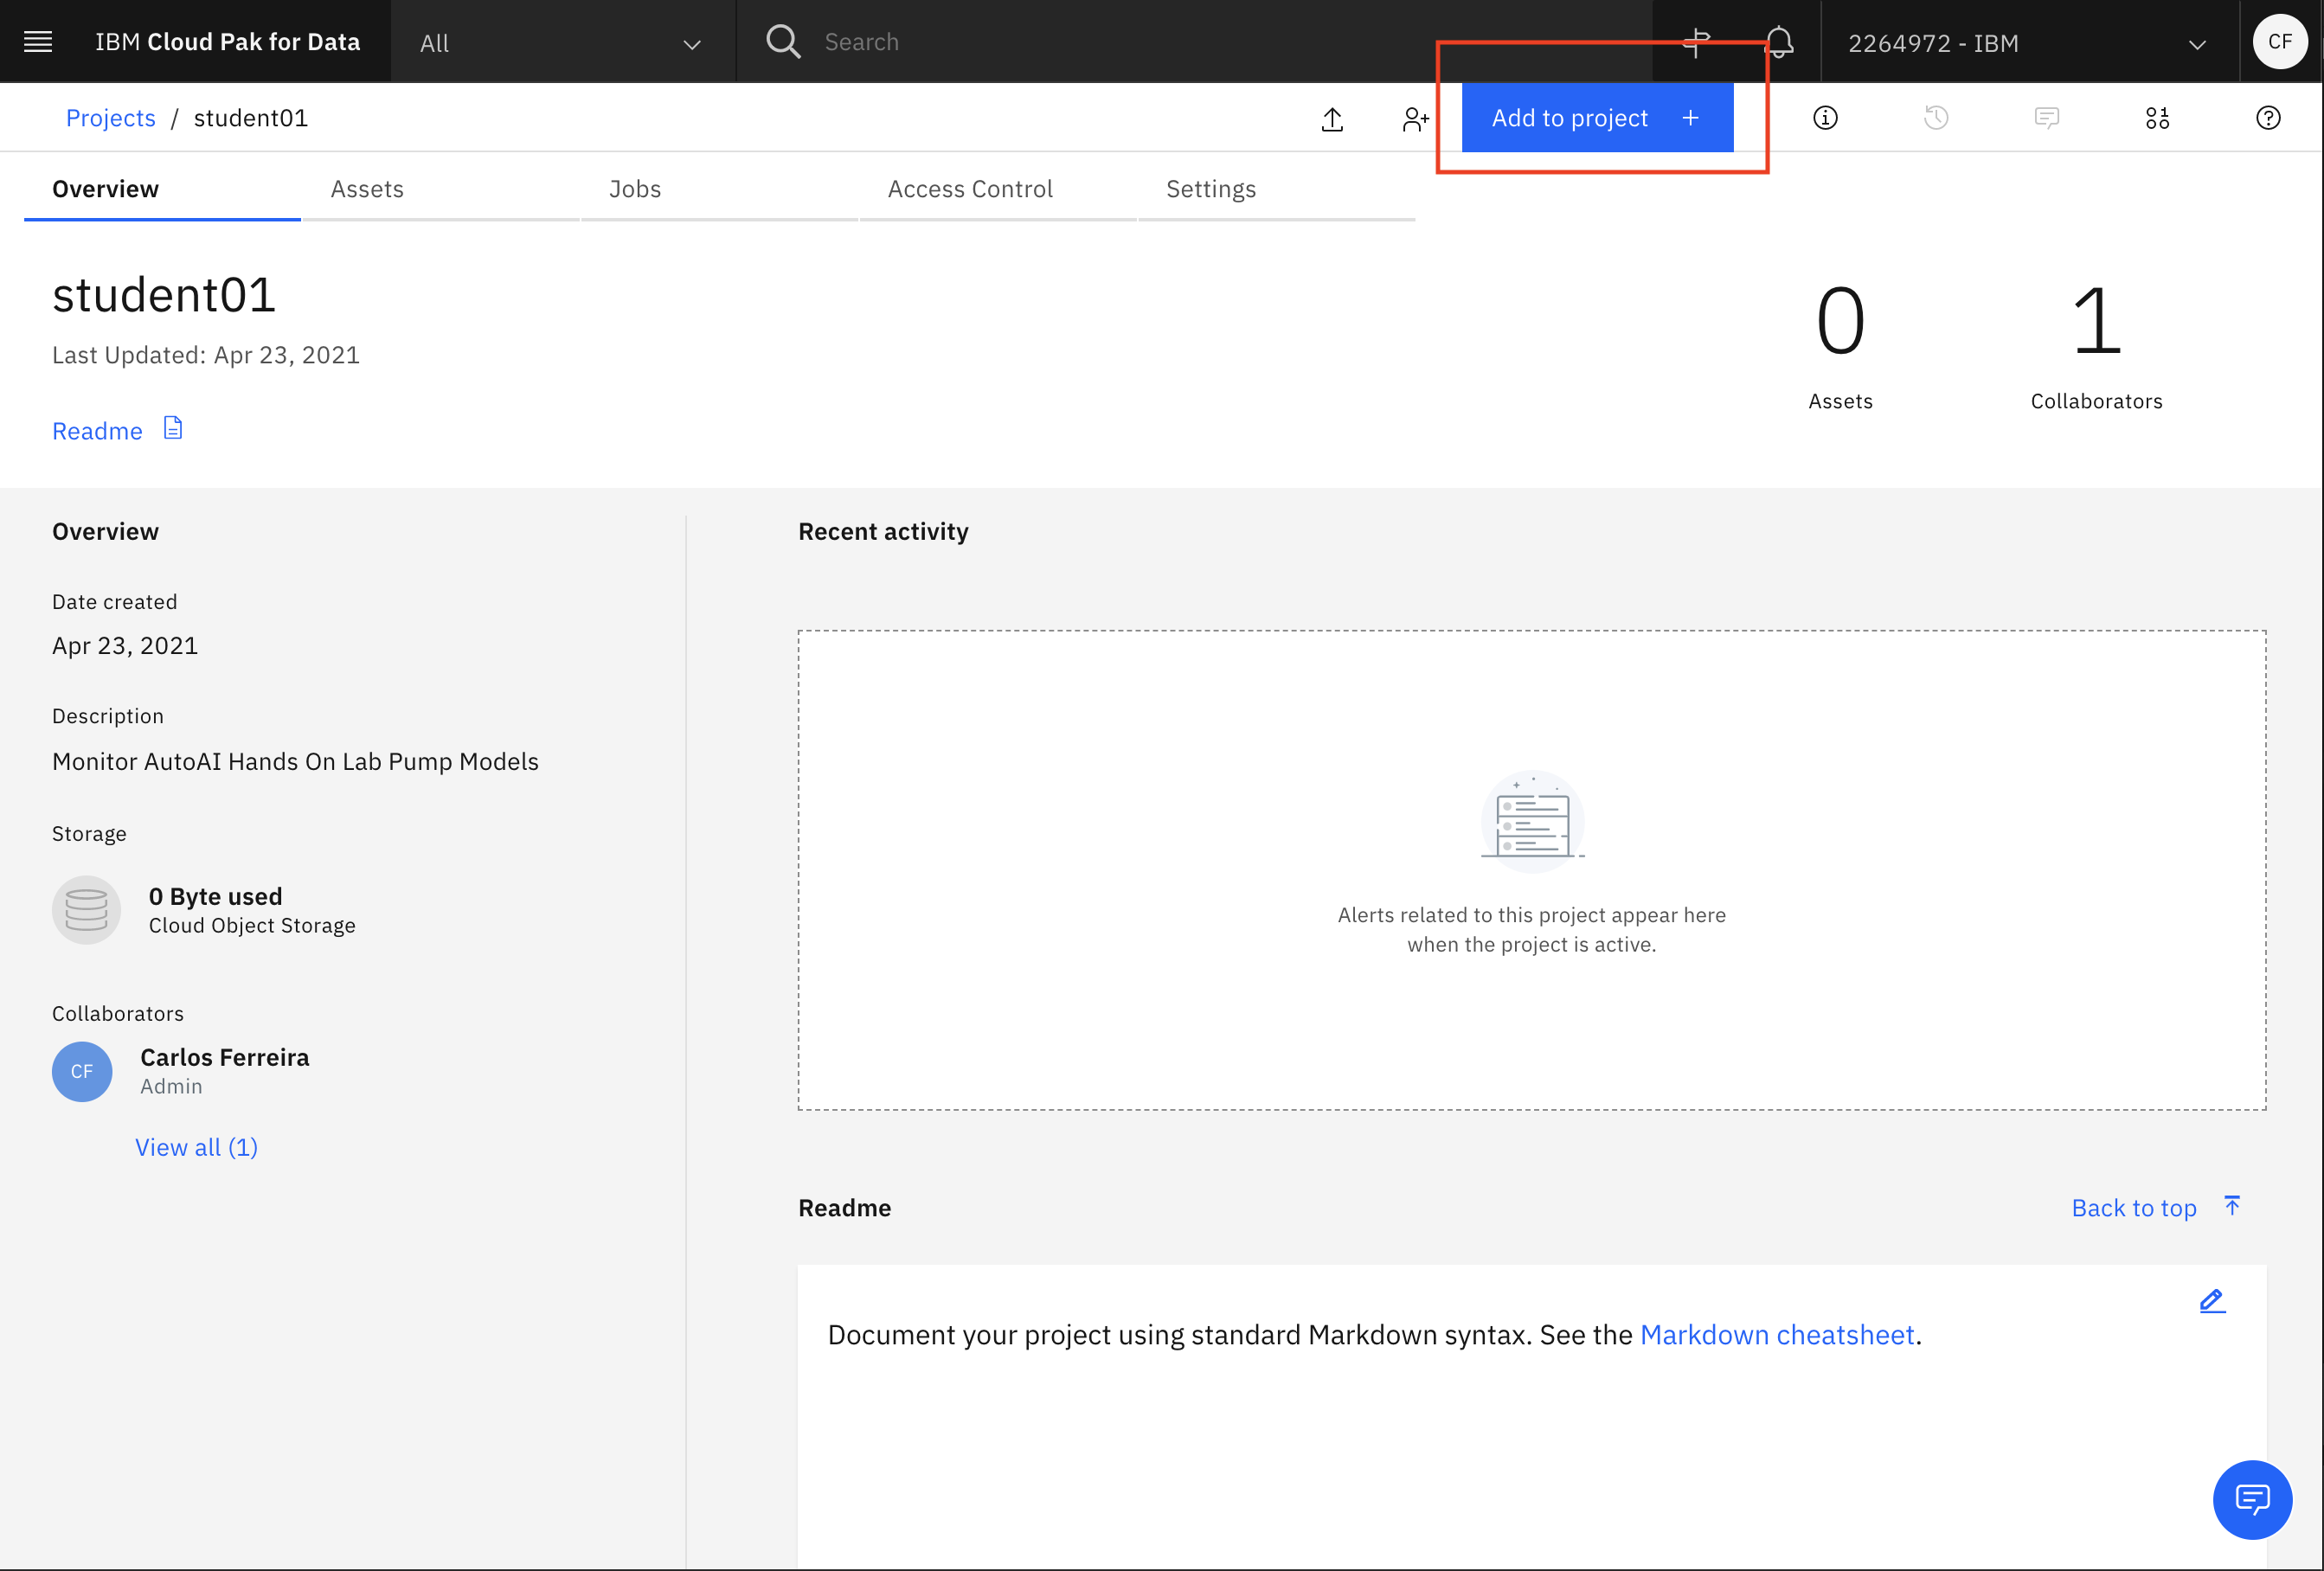 IBM Cloud Pak for Data
All
Search
2264972 - IBM
CF
Projects / student01
Add to project +
Overview
Assets
Jobs
Access Control
Settings
student01
Last Updated: Apr 23, 2021
Readme
0
Assets
1
Collaborators
Overview
Date created
Apr 23, 2021
Description
Monitor AutoAI Hands On Lab Pump Models
Storage
0 Byte used
Cloud Object Storage
Collaborators
CF
Carlos Ferreira
Admin
View all (1)
Recent activity
Alerts related to this project appear here
when the project is active.
Readme
Back to top
Document your project using standard Markdown syntax. See the Markdown cheatsheet.